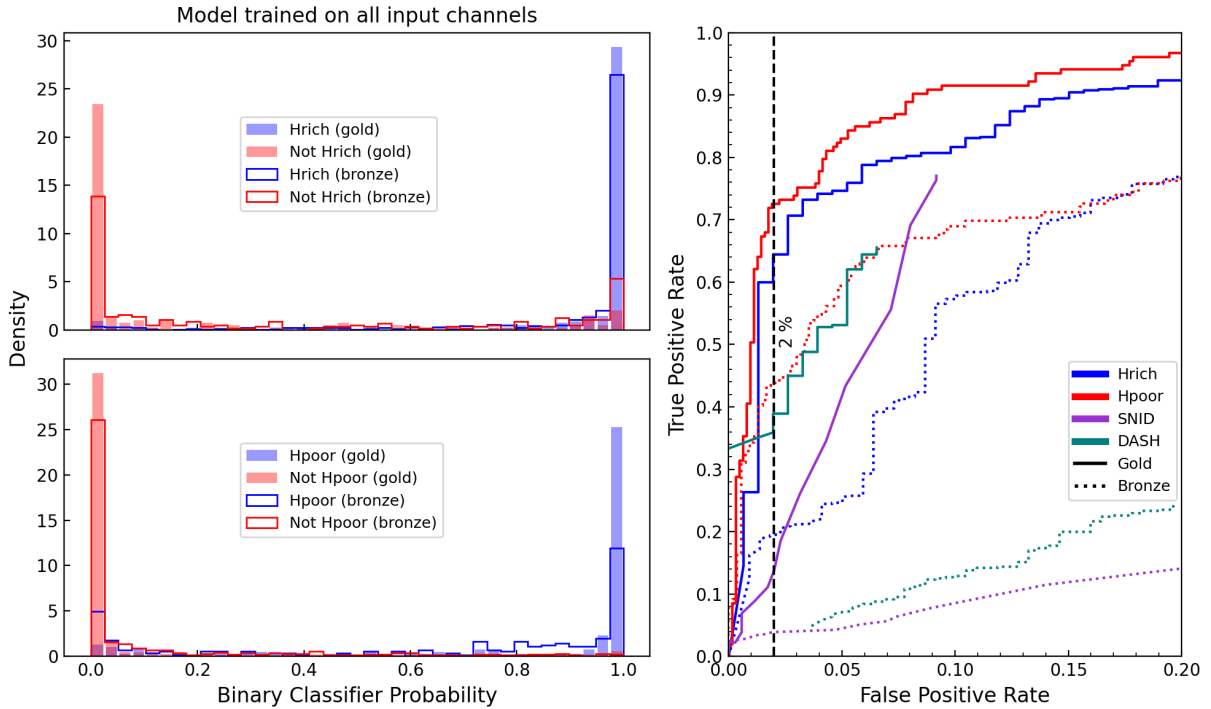 Model trained on all input channels
30
25
20
15
10
5
0
Hrich (gold)
Not Hrich (gold)
Hrich (bronze)
Not Hrich (bronze)
Density
30
25
20
15
10
5
0
Hpoor (gold)
Not Hpoor (gold)
Hpoor (bronze)
Not Hpoor (bronze)
0.0 0.2 0.4 0.6 0.8 1.0
Binary Classifier Probability
1.0
0.9
0.8
0.7
0.6
0.5
0.4
0.3
0.2
0.1
0.0
True Positive Rate
2 %
Hrich
Hpoor
SNID
DASH
Gold
Bronze
0.00 0.05 0.10 0.15 0.20
False Positive Rate